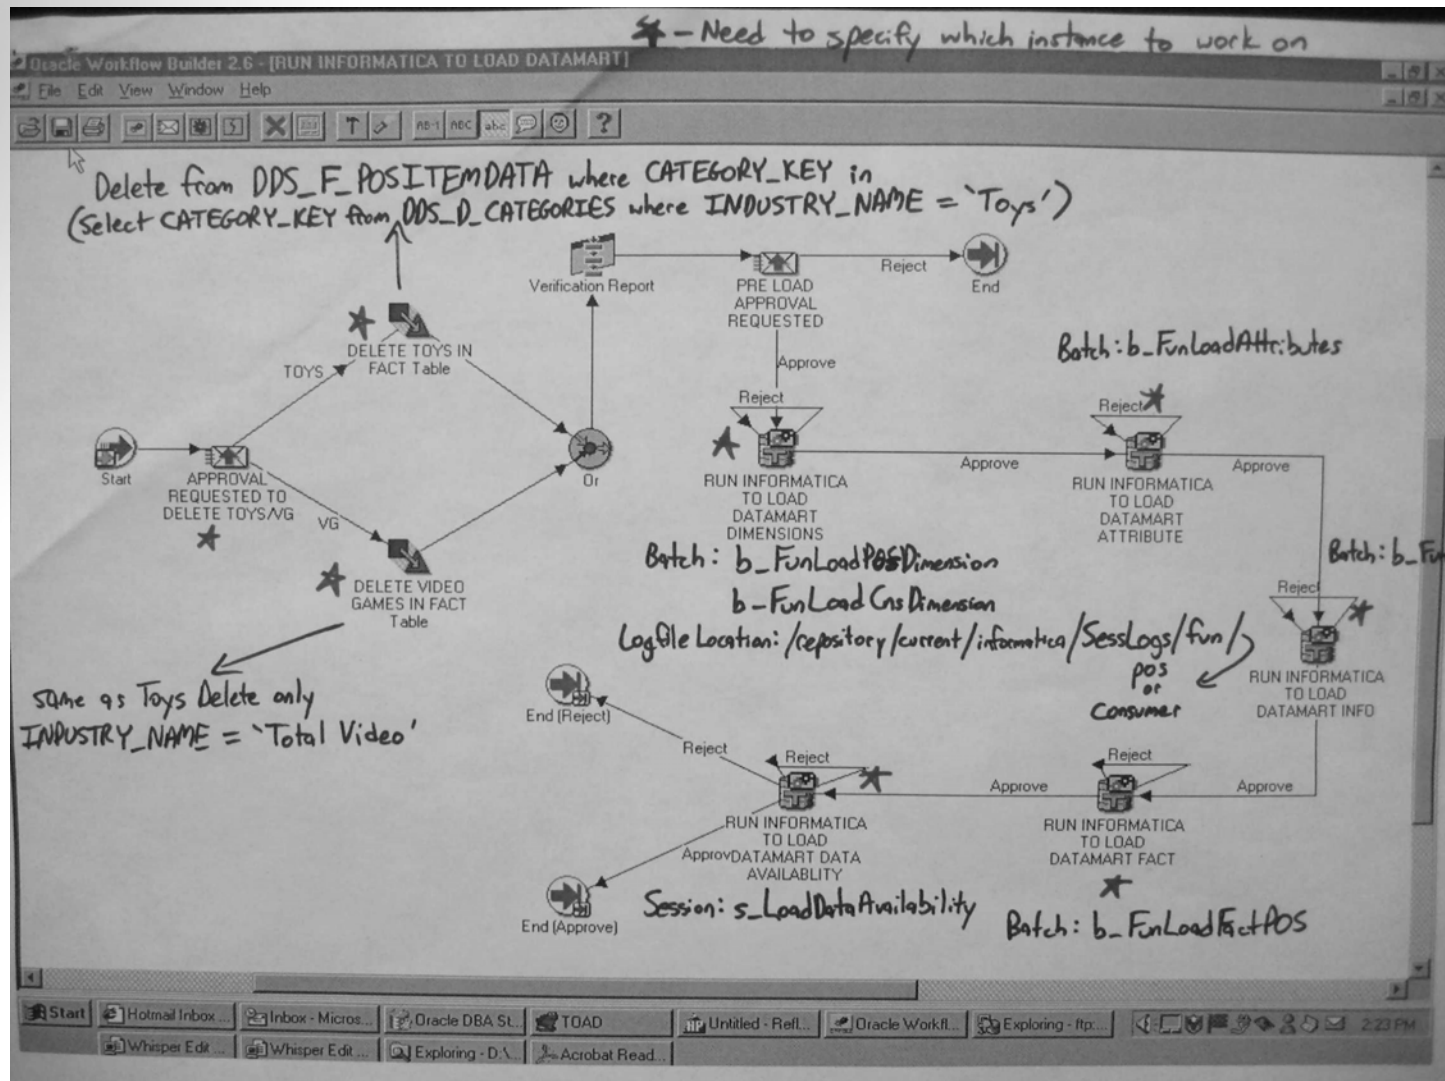 * - Need to specify which instance to work on
Oracle Workflow Builder 2.6 - [RUN INFORMATICA TO LOAD DATAMART]
File Edit View Window Help
Delete from DDS_F_POSITEMDATA where CATEGORY_KEY in
(Select CATEGORY_KEY from DDS_D_CATEGORIES where INDUSTRY_NAME = 'Toys')
Verification Report
PRE LOAD
APPROVAL
REQUESTED
Reject
End
DELETE TOYS IN
FACT Table
TOYS
Approve
Batch: b_FunLoadAttributes
Reject
Reject
Start
APPROVAL
REQUESTED TO
DELETE TOYS/VG
VG
Or
RUN INFORMATICA
TO LOAD
DATAMART
DIMENSIONS
Approve
RUN INFORMATICA
TO LOAD
DATAMART
ATTRIBUTE
Approve
DELETE VIDEO
GAMES IN FACT
Table
Batch: b_FunLoadPOSDimension
b_FunLoadCnsDimension
Logfile Location: /repository/current/informatica/SessLogs/fun/
pos
or
Consumer
Batch: b_Fun
Reject
RUN INFORMATICA
TO LOAD
DATAMART INFO
same as Toys Delete only
INDUSTRY_NAME = 'Total Video'
End (Reject)
Reject
Reject
Approve
Reject
Approve
RUN INFORMATICA
TO LOAD
DATAMART DATA
AVAILABLITY
Approv
RUN INFORMATICA
TO LOAD
DATAMART FACT
End (Approve)
Session: s_LoadDataAvailability
Batch: b_FunLoadFactPOS
Start Hotmail Inbox ... Inbox - Micros... Oracle DBA St... TOAD Untitled - Refl... Oracle Workfl... Exploring - ftp:... 2:23 PM
Whisper Edit ... Whisper Edit ... Exploring - D:\... Acrobat Read...